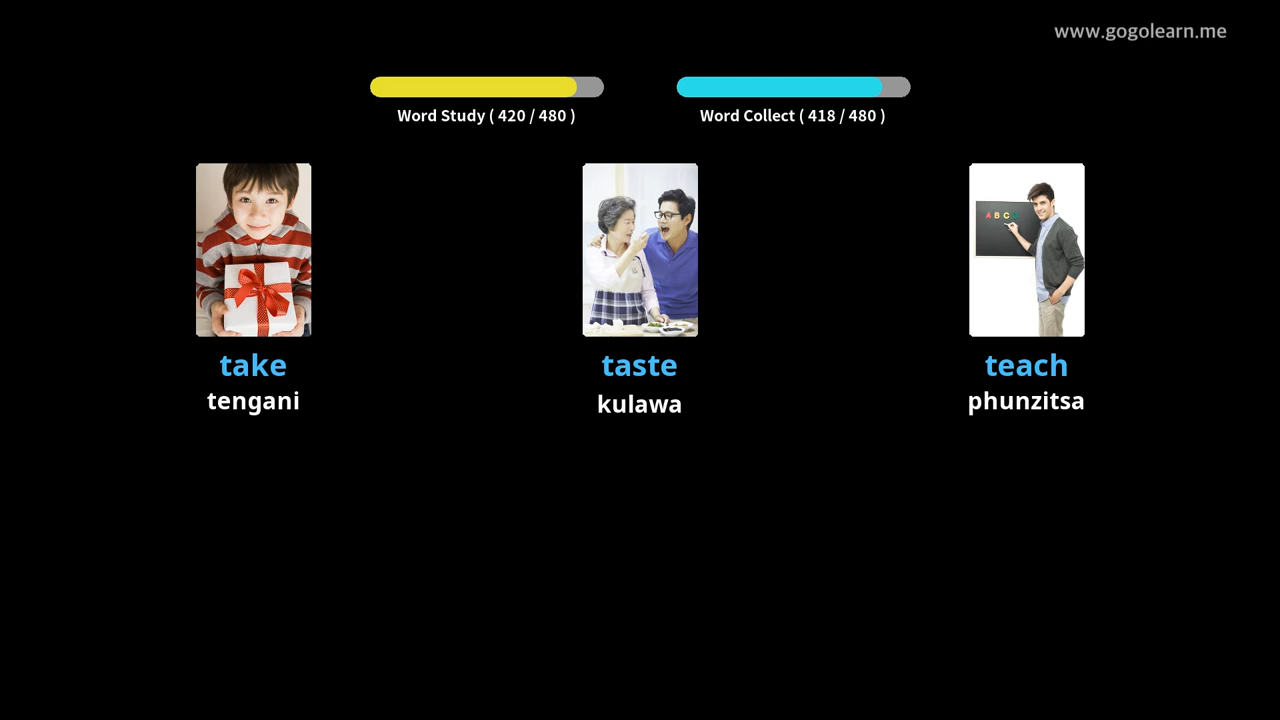 www.gogolearn.me
Word Study ( 420 / 480 )
Word Collect ( 418 / 480 )
A B C
take
taste
teach
tengani
kulawa
phunzitsa